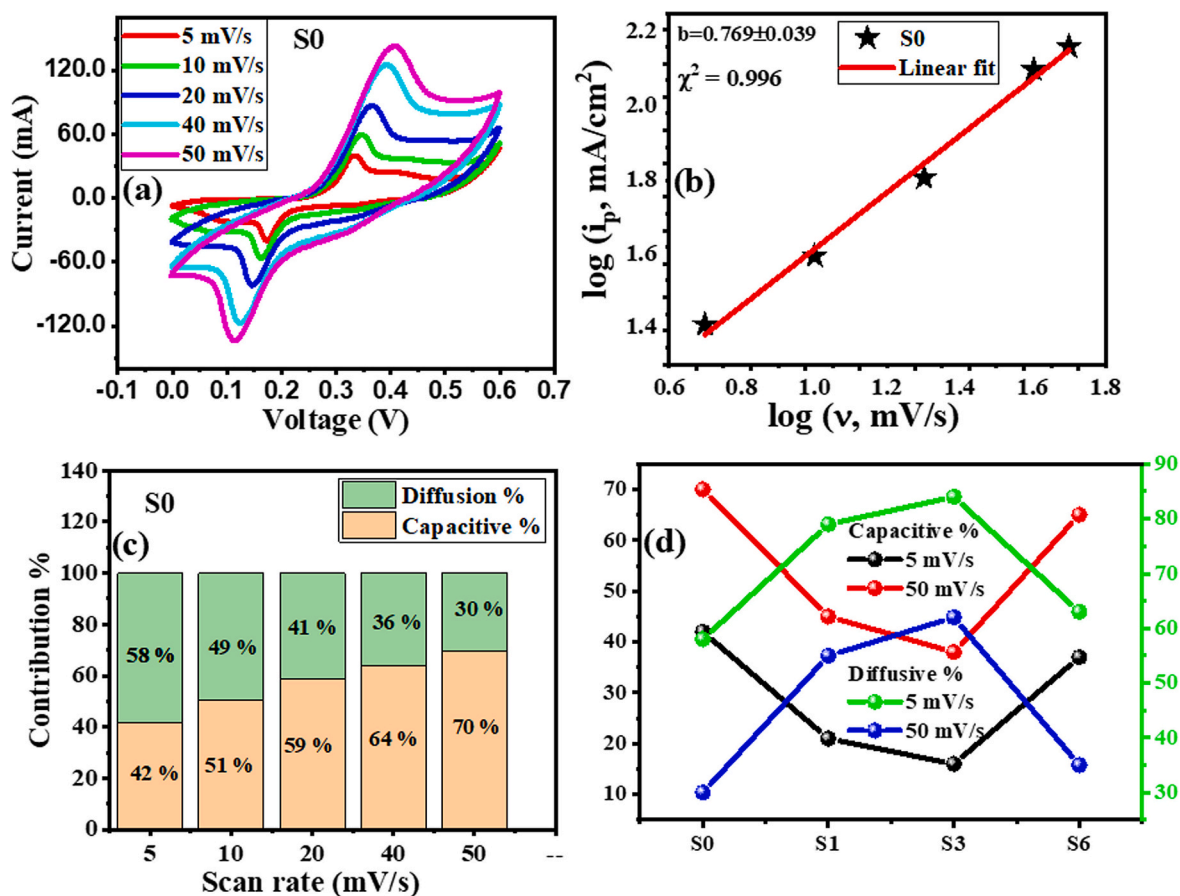 5 mV/s
10 mV/s
20 mV/s
40 mV/s
50 mV/s
S0
(a)
120.0
60.0
0.0
-60.0
-120.0
Current (mA)
-0.1 0.0 0.1 0.2 0.3 0.4 0.5 0.6 0.7
Voltage (V)
b=0.769±0.039
χ² = 0.996
S0
Linear fit
(b)
2.2
2.0
1.8
1.6
1.4
log (ip, mA/cm²)
0.6 0.8 1.0 1.2 1.4 1.6 1.8
log (ν, mV/s)
S0
Diffusion %
Capacitive %
(c)
140
120
100
80
60
40
20
0
Contribution %
58 % 49 % 41 % 36 % 30 %
42 % 51 % 59 % 64 % 70 %
5 10 20 40 50 --
Scan rate (mV/s)
(d)
Capacitive %
5 mV/s
50 mV/s
Diffusive %
5 mV/s
50 mV/s
70
60
50
40
30
20
10
90
80
70
60
50
40
30
S0 S1 S3 S6